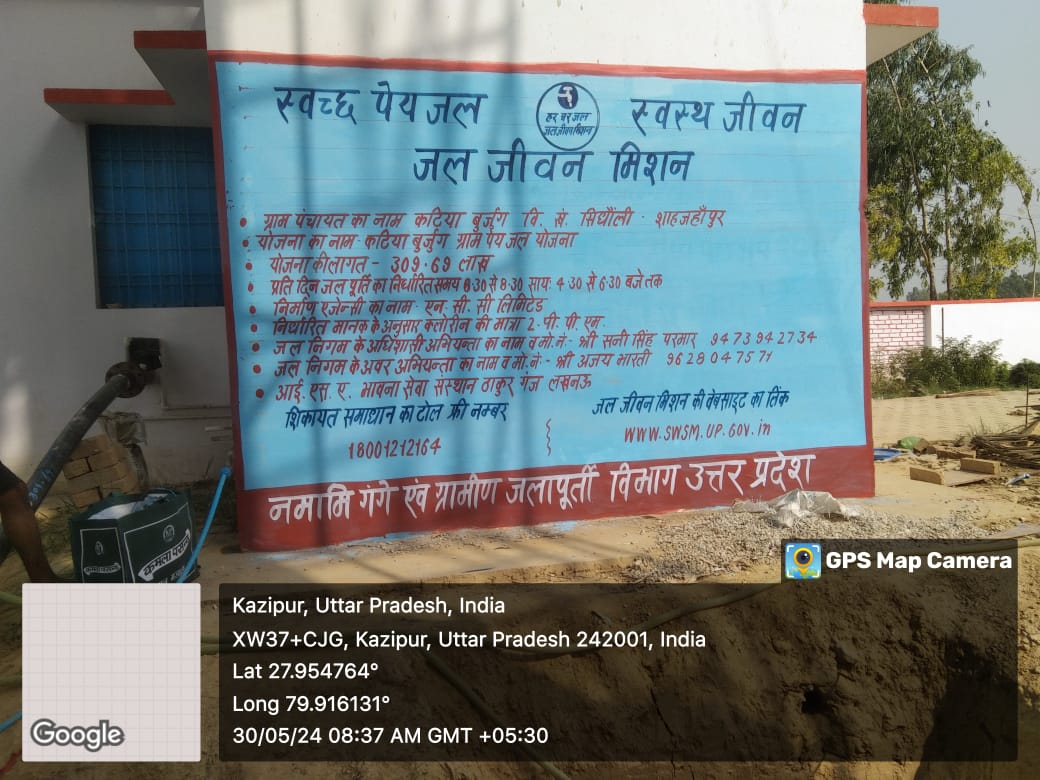 स्वच्छ पेयजल
हर घर जल
जल जीवन मिशन
स्वस्थ जीवन
जल जीवन मिशन
• ग्राम पंचायत का नाम कटिया बुर्जुग वि. खं. सिधौली - शाहजहाँपुर
• योजना का नाम- कटिया बुर्जुग ग्राम पेयजल योजना
• योजना की लागत - 309.69 लाख
• प्रति दिन जल पूर्ति का निर्धारित समय 6:30 से 8:30 सायः 4:30 से 6:30 बजे तक
• निर्माण एजेन्सी का नाम- एन. सी. सी लिमिटेड
• निर्धारित मानक के अनुसार क्लोरीन की मात्रा 2. पी. पी. एम.
• जल निगम के अधिशासी अभियन्ता का नाम व मो. नं:- श्री सनी सिंह परमार 9473942734
• जल निगम के अवर अभियन्ता का नाम व मो. नं:- श्री अजय भारती 9628047571
• आई. एस. ए. भावना सेवा संस्थान ठाकुर गंज लखनऊ
शिकायत समाधान का टोल फ्री नम्बर
18001212164
जल जीवन मिशन की वेबसाइट का लिंक
www.swsm.up.gov.in
नमामि गंगे एंव ग्रामीण जलापूर्ती विभाग उत्तर प्रदेश
कमला
GPS Map Camera
Kazipur, Uttar Pradesh, India
XW37+CJG, Kazipur, Uttar Pradesh 242001, India
Lat 27.954764°
Long 79.916131°
30/05/24 08:37 AM GMT +05:30
Google